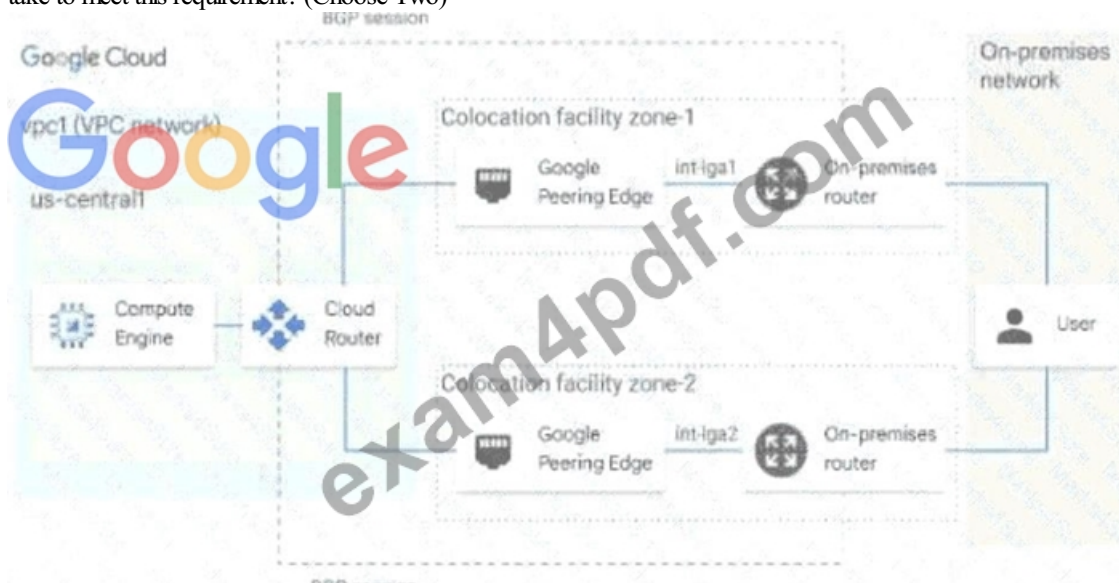 take to meet this requirement? (Choose Two)
BGP session
Google Cloud
On-premises
network
Google
vpc1 (VPC network)
Colocation facility zone-1
Google
Peering Edge
int-lga1
On-premises
router
us-central1
Compute
Engine
Cloud
Router
User
Colocation facility zone-2
Google
Peering Edge
int-lga2
On-premises
router
exam4pdf.com